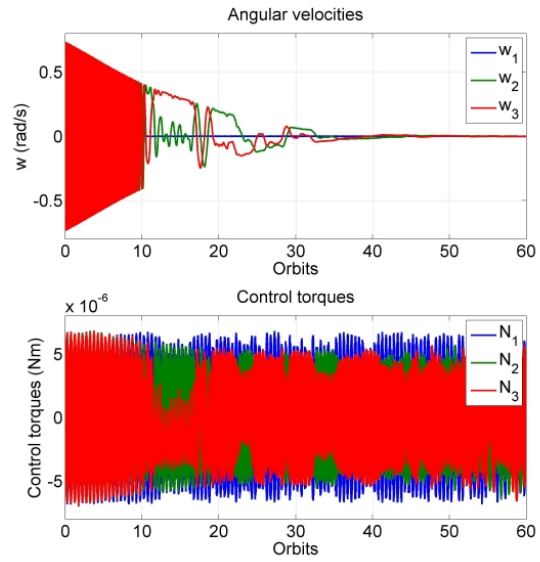 Angular velocities
w (rad/s)
0.5
0
-0.5
w₁
w₂
w₃
0 10 20 30 40 50 60
Orbits
x 10⁻⁶
Control torques
Control torques (Nm)
5
0
-5
N₁
N₂
N₃
0 10 20 30 40 50 60
Orbits